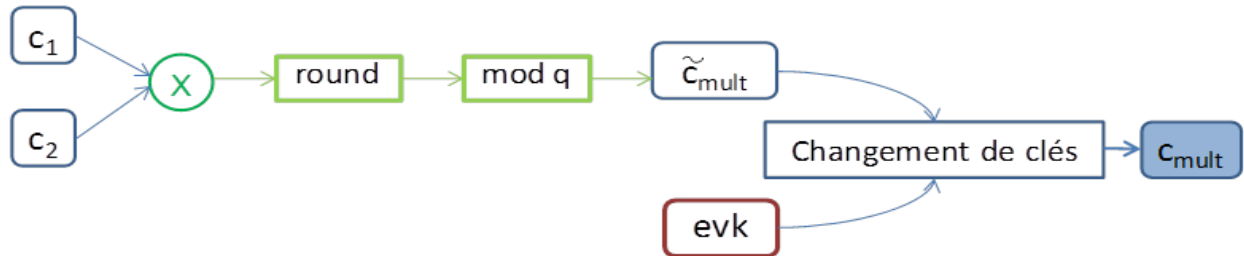 c₁
c₂
X
round
mod q
c̃mult
Changement de clés
cmult
evk